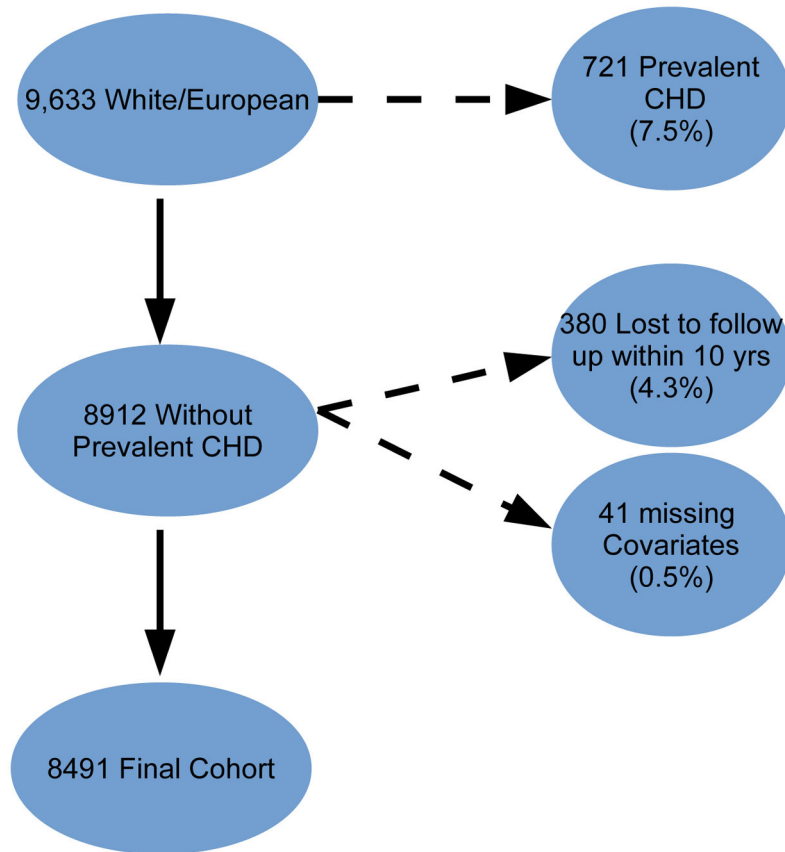 9,633 White/European
721 Prevalent
CHD
(7.5%)
380 Lost to follow
up within 10 yrs
(4.3%)
8912 Without
Prevalent CHD
41 missing
Covariates
(0.5%)
8491 Final Cohort